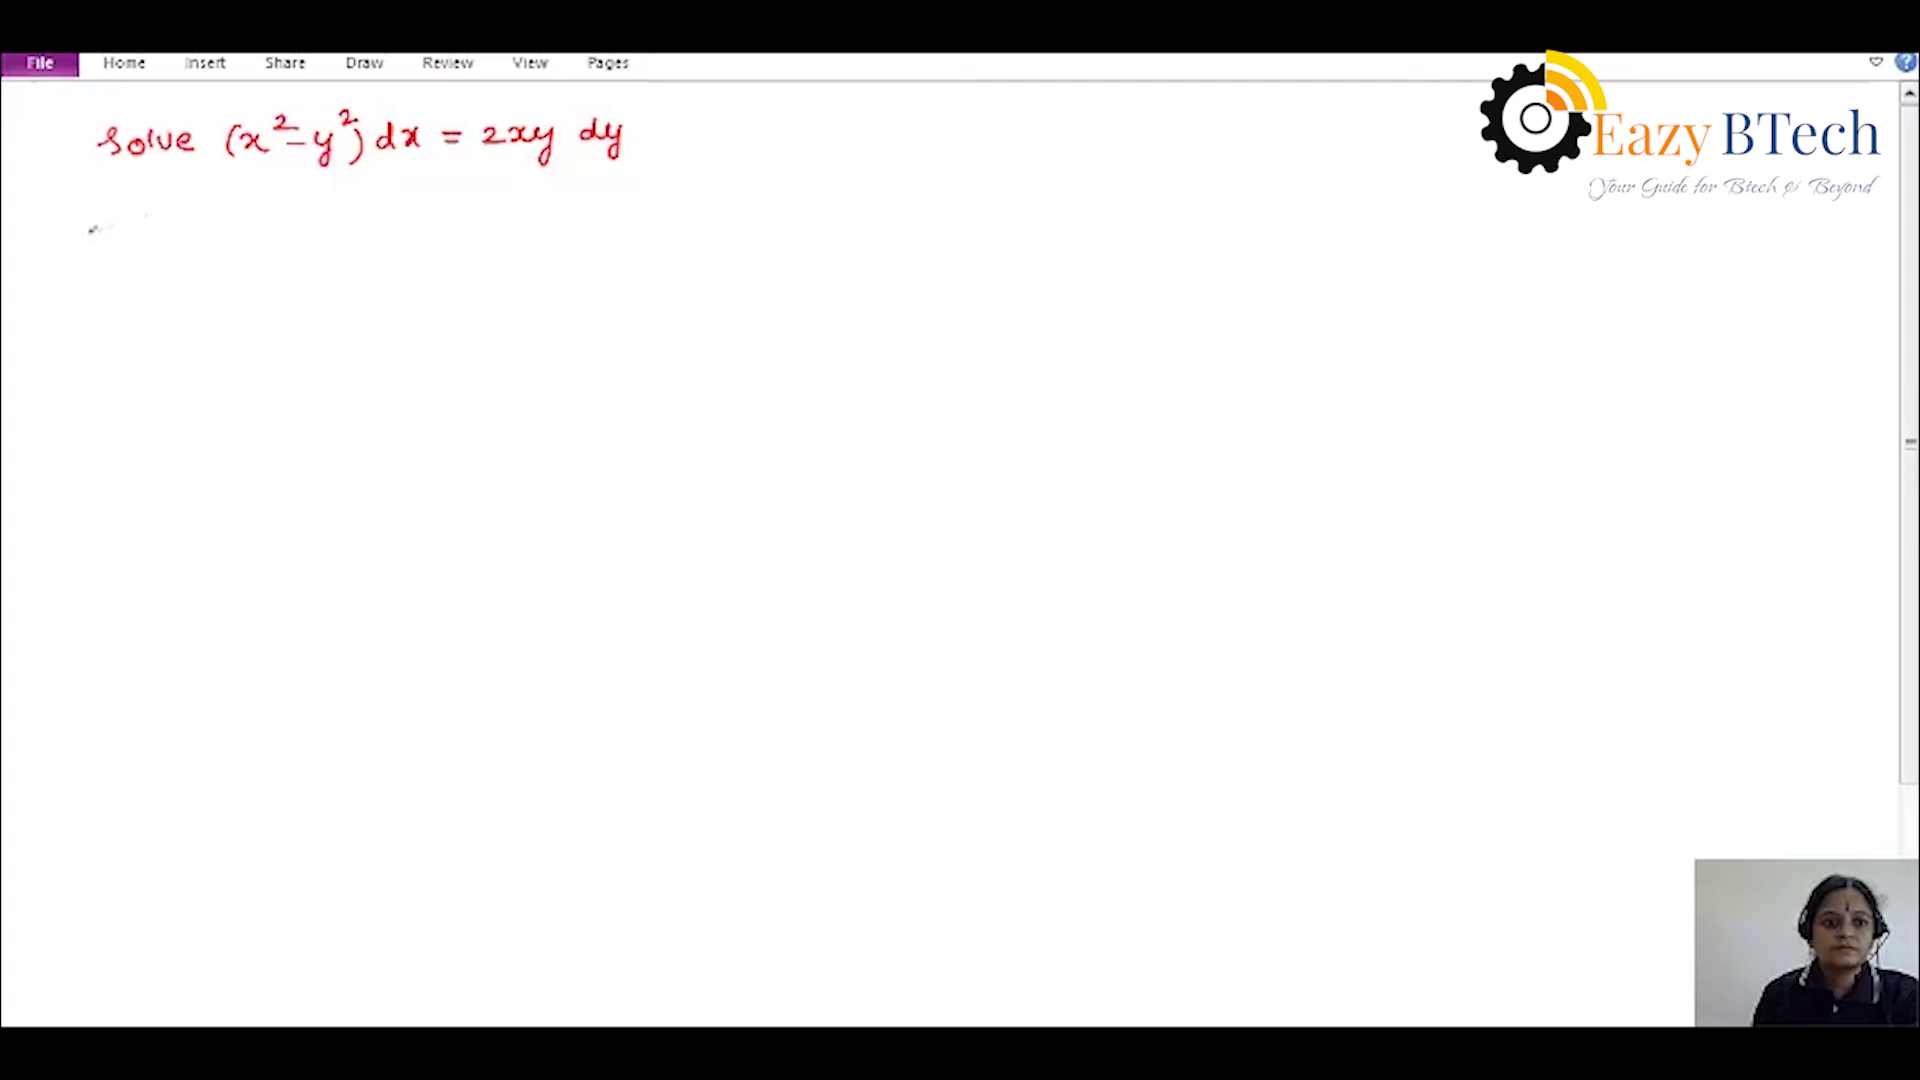 File Home Insert Share Draw Review View Pages
Eazy BTech
Your Guide for Btech & Beyond
Solve (x² - y²) dx = 2xy dy